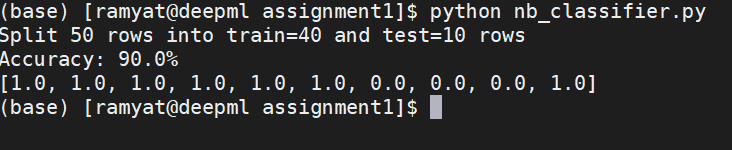 (base) [ramyat@deepml assignment1]$ python nb_classifier.py
Split 50 rows into train=40 and test=10 rows
Accuracy: 90.0%
[1.0, 1.0, 1.0, 1.0, 1.0, 1.0, 0.0, 0.0, 0.0, 1.0]
(base) [ramyat@deepml assignment1]$